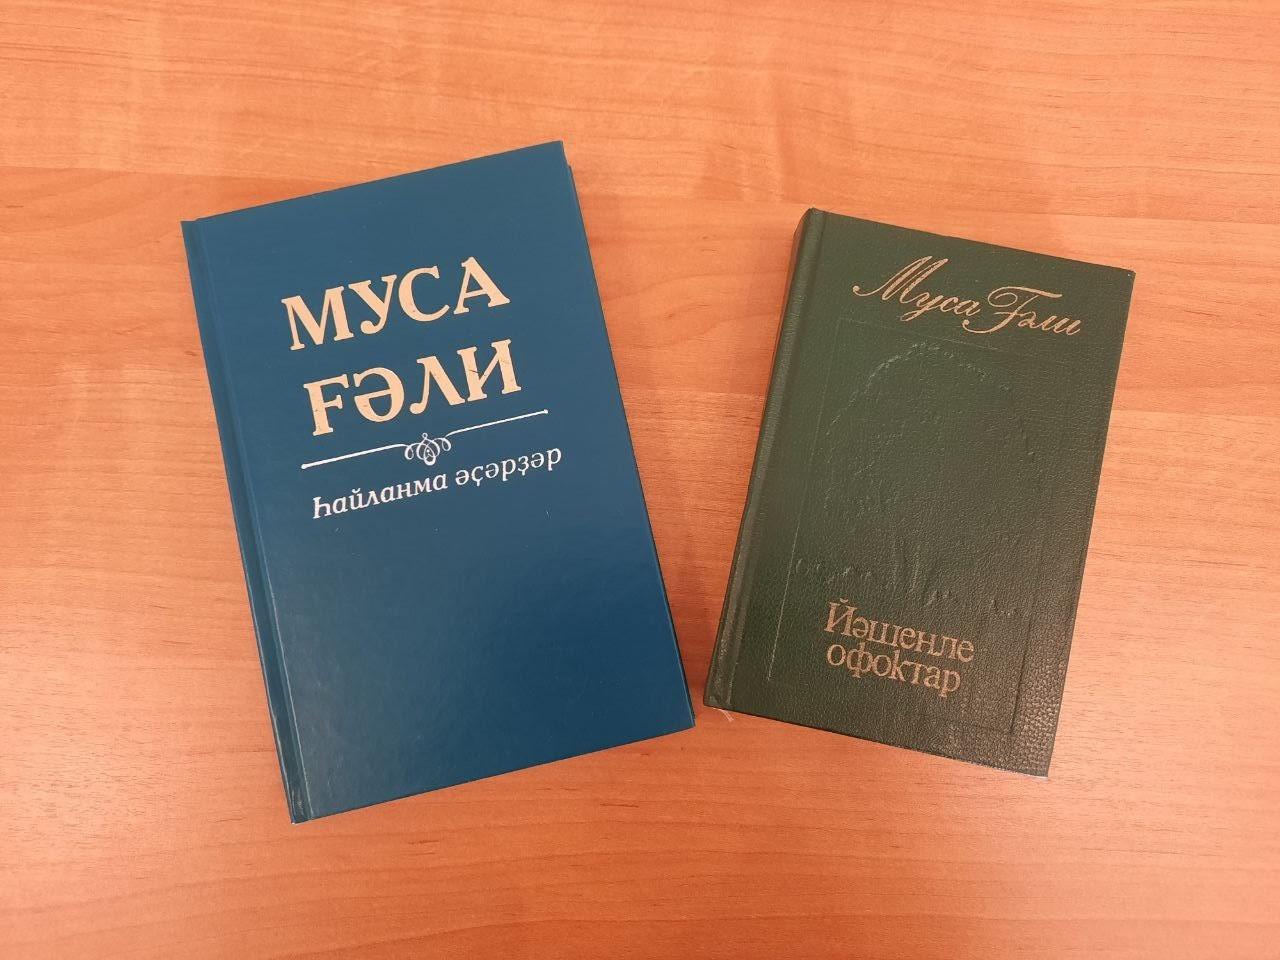 МУСА
ҒӘЛИ
Һайланма әҫәрҙәр
Муса Ғәли
Йәшенле
офоктар